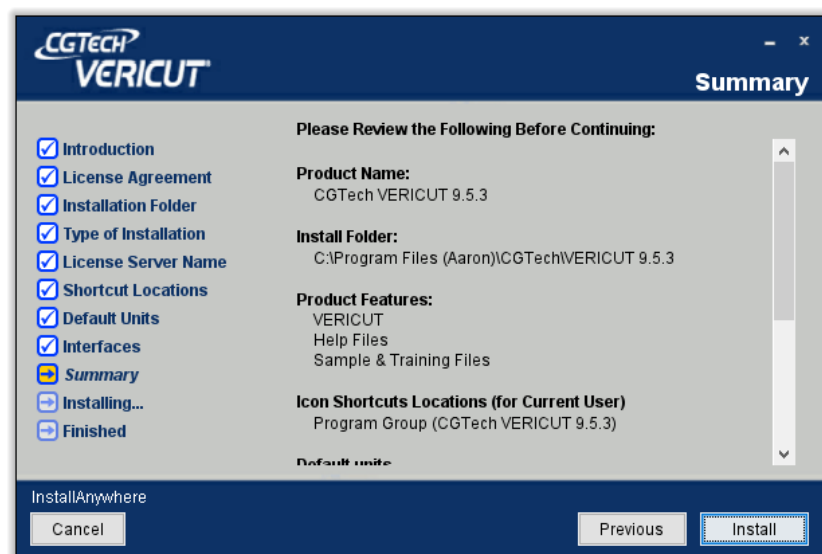 CGTECH
VERICUT
Summary
Introduction
License Agreement
Installation Folder
Type of Installation
License Server Name
Shortcut Locations
Default Units
Interfaces
Summary
Installing...
Finished
Please Review the Following Before Continuing:
Product Name:
CGTech VERICUT 9.5.3
Install Folder:
C:\Program Files (Aaron)\CGTech\VERICUT 9.5.3
Product Features:
VERICUT
Help Files
Sample & Training Files
Icon Shortcuts Locations (for Current User)
Program Group (CGTech VERICUT 9.5.3)
Default units
InstallAnywhere
Cancel
Previous
Install